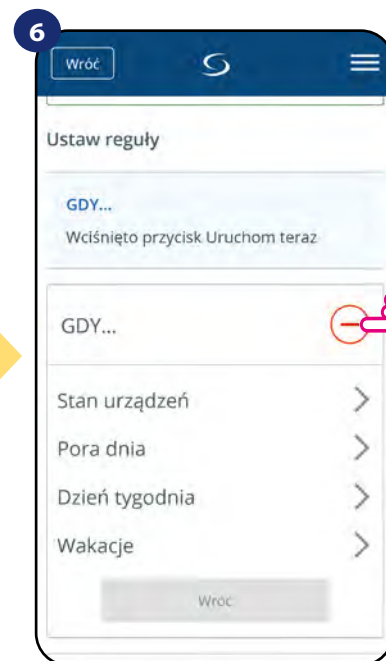 6
Wróć
Ustaw reguły
GDY...
Wciśnięto przycisk Uruchom teraz
GDY...
Stan urządzeń
Pora dnia
Dzień tygodnia
Wakacje
Wróć